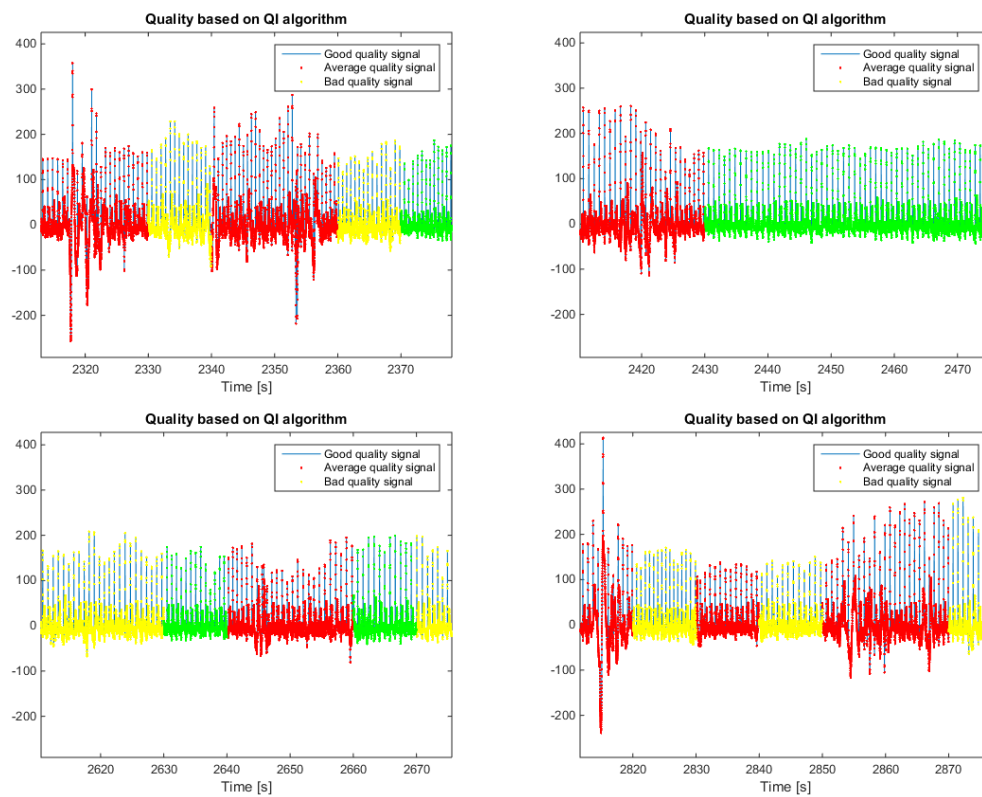 Quality based on QI algorithm
400
300
200
100
0
-100
-200
Good quality signal
Average quality signal
Bad quality signal
2320 2330 2340 2350 2360 2370
Time [s]
Quality based on QI algorithm
400
300
200
100
0
-100
-200
Good quality signal
Average quality signal
Bad quality signal
2420 2430 2440 2450 2460 2470
Time [s]
Quality based on QI algorithm
400
300
200
100
0
-100
-200
Good quality signal
Average quality signal
Bad quality signal
2620 2630 2640 2650 2660 2670
Time [s]
Quality based on QI algorithm
400
300
200
100
0
-100
-200
Good quality signal
Average quality signal
Bad quality signal
2820 2830 2840 2850 2860 2870
Time [s]